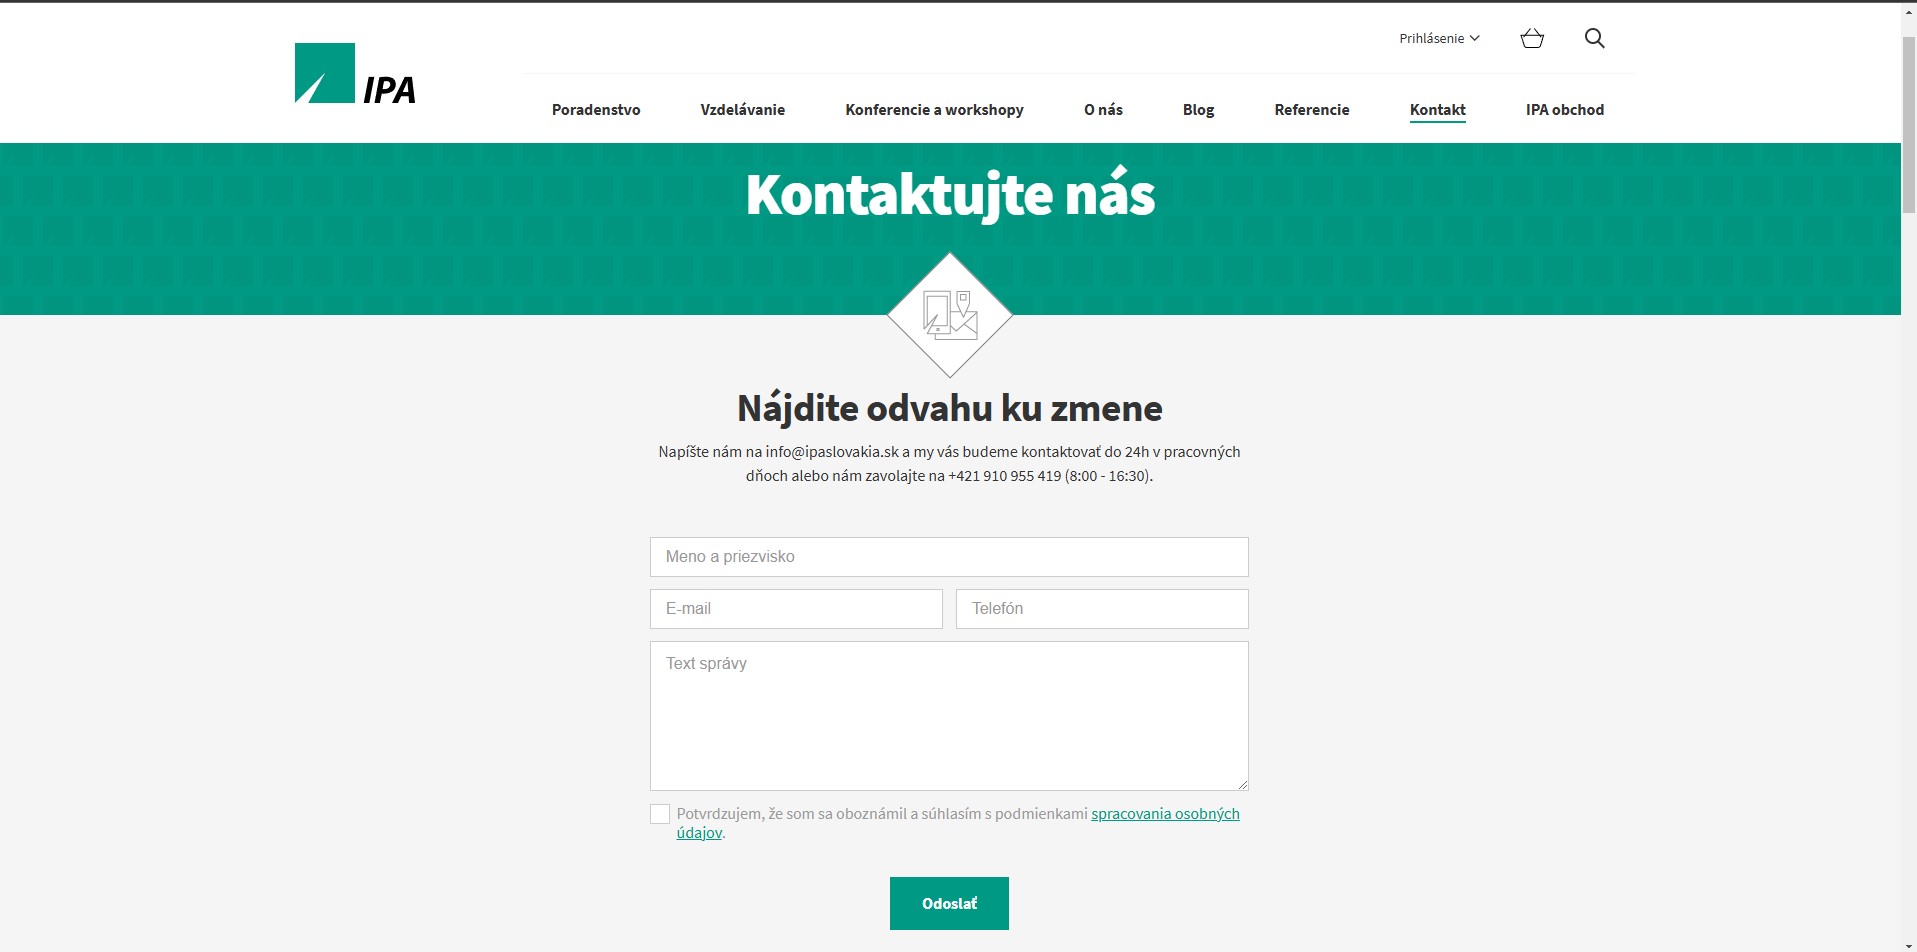 Prihlásenie
IPA
Poradenstvo
Vzdelávanie
Konferencie a workshopy
O nás
Blog
Referencie
Kontakt
IPA obchod
Kontaktujte nás
Nájdite odvahu ku zmene
Napíšte nám na info@ipaslovakia.sk a my vás budeme kontaktovať do 24h v pracovných
dňoch alebo nám zavolajte na +421 910 955 419 (8:00 - 16:30).
Meno a priezvisko
E-mail
Telefón
Text správy
Potvrdzujem, že som sa oboznámil a súhlasím s podmienkami spracovania osobných
údajov.
Odoslať